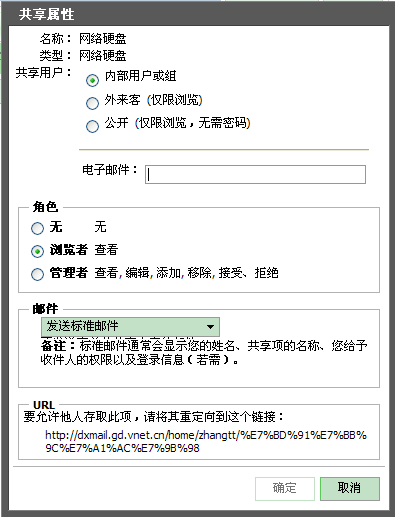 共享属性
名称： 网络硬盘
类型： 网络硬盘
共享用户：
内部用户或组
外来客 (仅限浏览)
公开 (仅限浏览，无需密码)
电子邮件：
角色
无 无
浏览者 查看
管理者 查看, 编辑, 添加, 移除, 接受、拒绝
邮件
发送标准邮件
备注：标准邮件通常会显示您的姓名、共享项的名称、您给予
收件人的权限以及登录信息（若需）。
URL
要允许他人存取此项，请将其重定向到这个链接：
http://dxmail.gd.vnet.cn/home/zhangtt/%E7%BD%91%E7%BB%
9C%E7%A1%AC%E7%9B%98
确定 取消